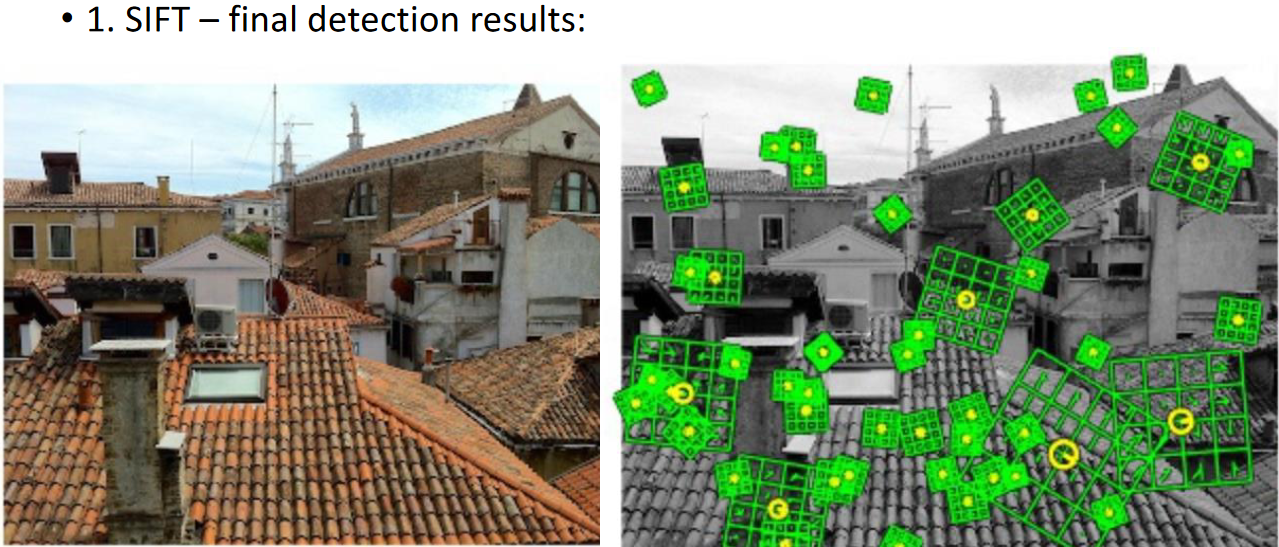 • 1. SIFT – final detection results: